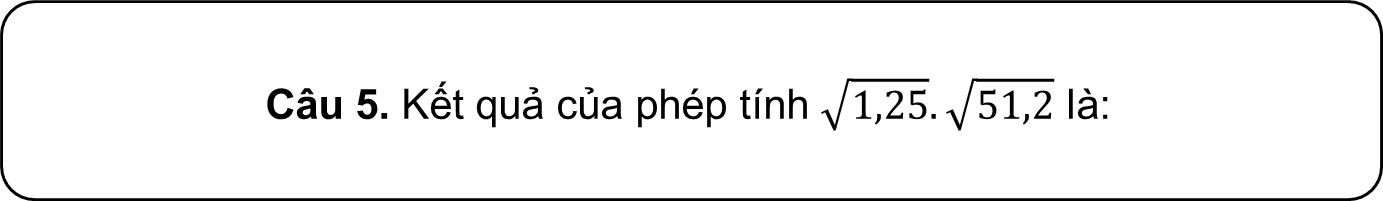 Câu 5. Kết quả của phép tính √1,25. √51,2 là: